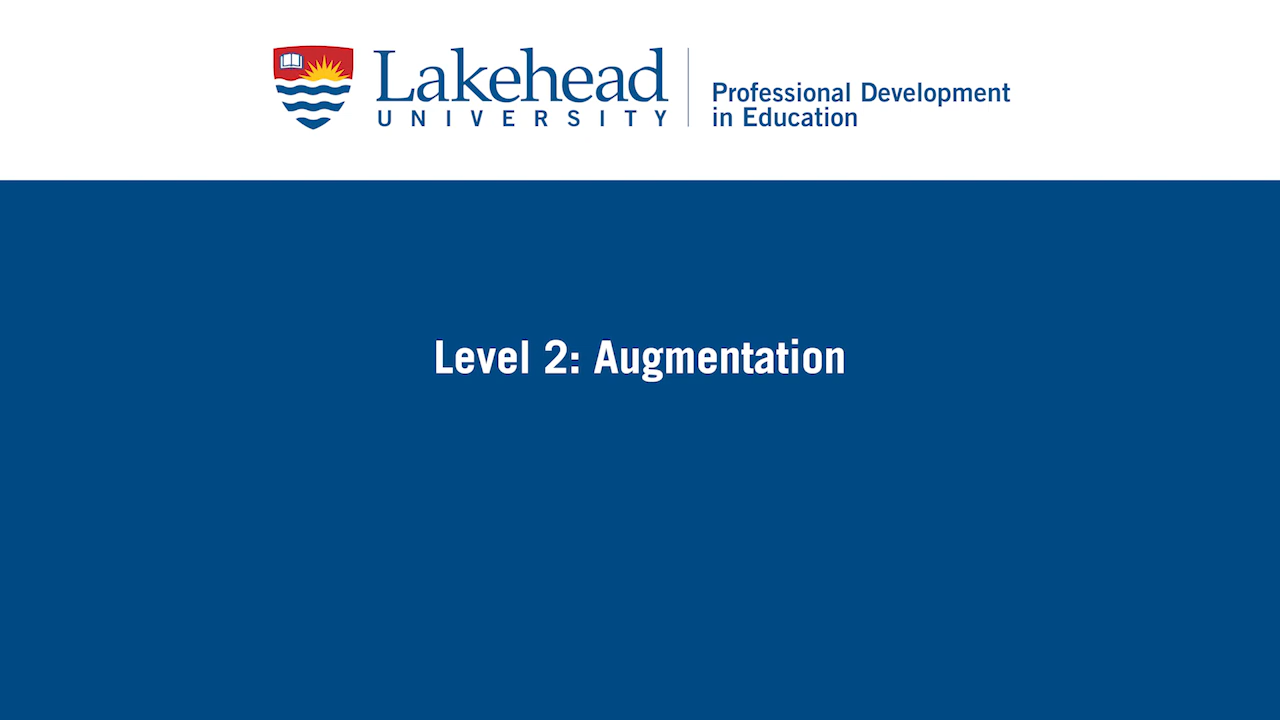 Lakehead
UNIVERSITY
Professional Development
in Education
Level 2: Augmentation